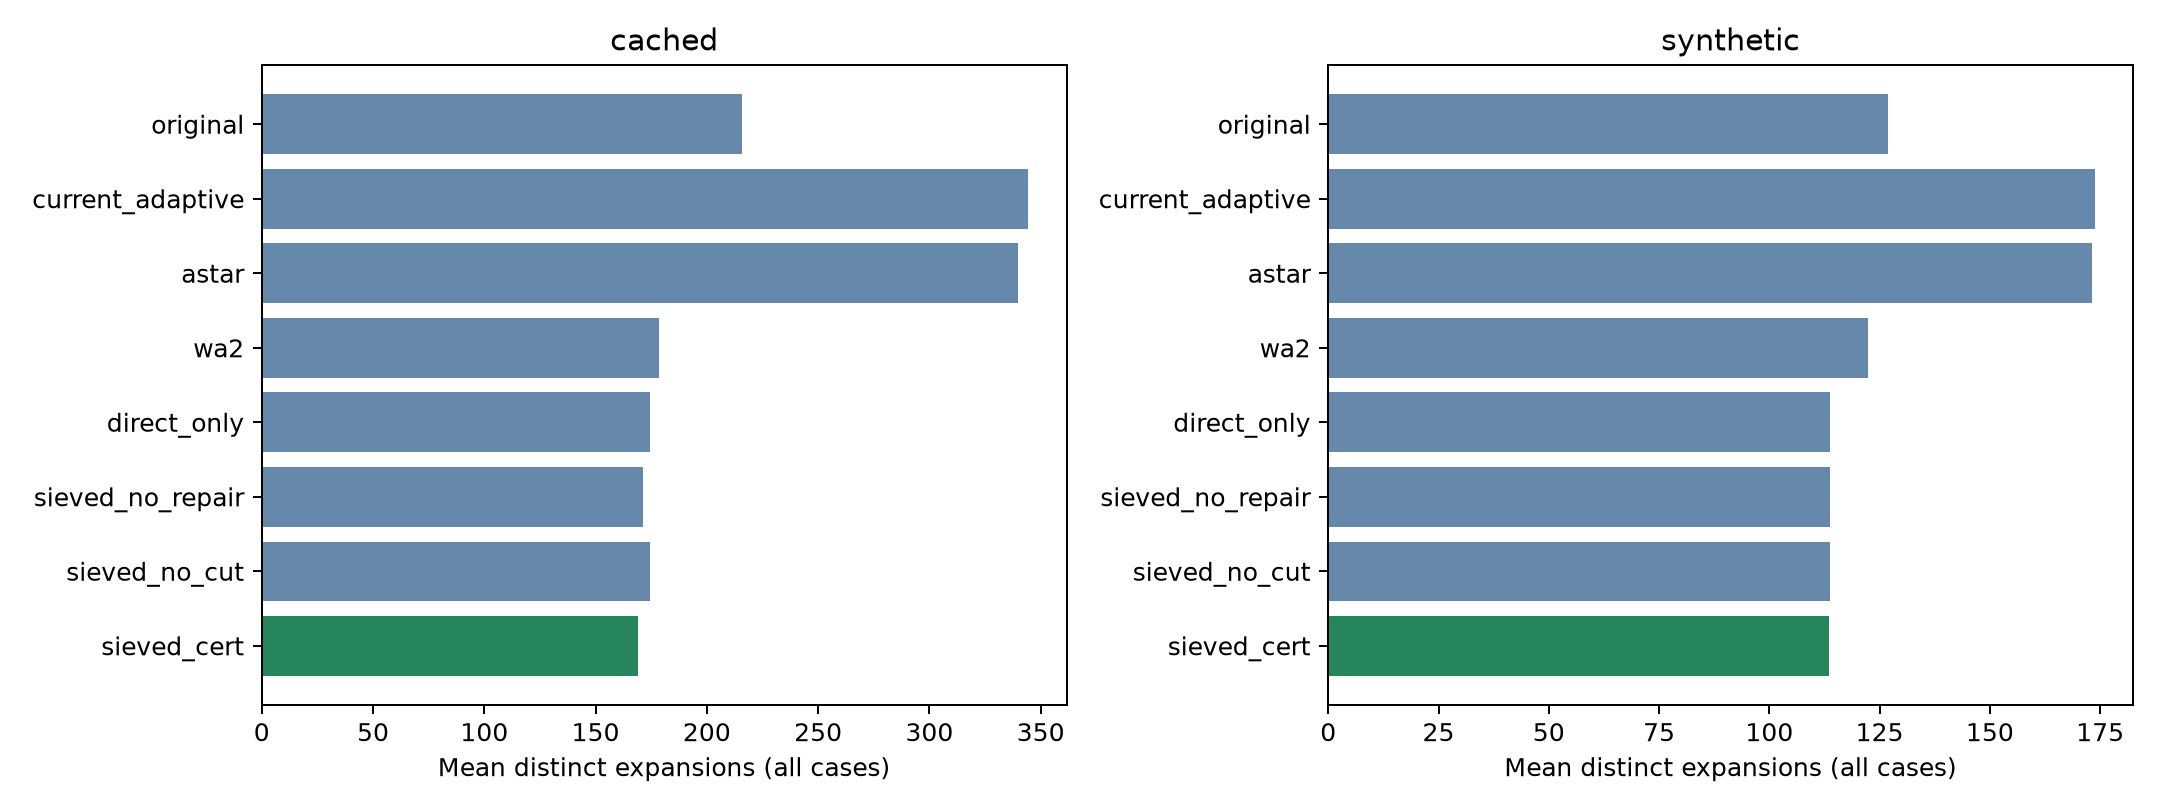 cached
original
current_adaptive
astar
wa2
direct_only
sieved_no_repair
sieved_no_cut
sieved_cert
0 50 100 150 200 250 300 350
Mean distinct expansions (all cases)
synthetic
original
current_adaptive
astar
wa2
direct_only
sieved_no_repair
sieved_no_cut
sieved_cert
0 25 50 75 100 125 150 175
Mean distinct expansions (all cases)